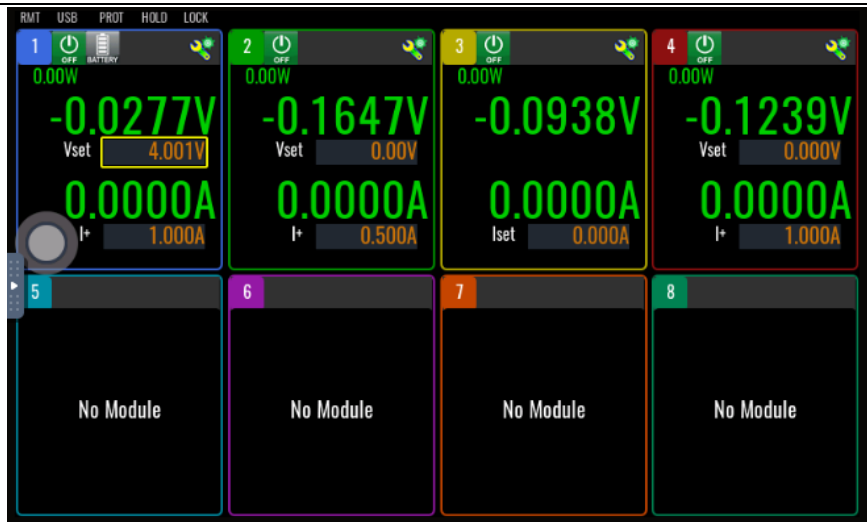 RMT USB PROT HOLD LOCK
1 OFF BATTERY
0.00W
-0.0277V
Vset 4.001V
0.0000A
I+ 1.000A
2 OFF
0.00W
-0.1647V
Vset 0.00V
0.0000A
I+ 0.500A
3 OFF
0.00W
-0.0938V
0.0000A
Iset 0.000A
4 OFF
0.00W
-0.1239V
Vset 0.000V
0.0000A
I+ 1.000A
5
No Module
6
No Module
7
No Module
8
No Module